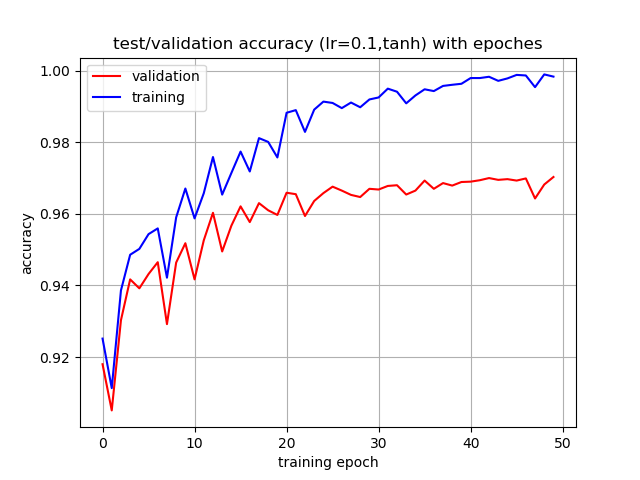 test/validation accuracy (lr=0.1,tanh) with epoches
validation
training
1.00
0.98
0.96
0.94
0.92
accuracy
0 10 20 30 40 50
training epoch